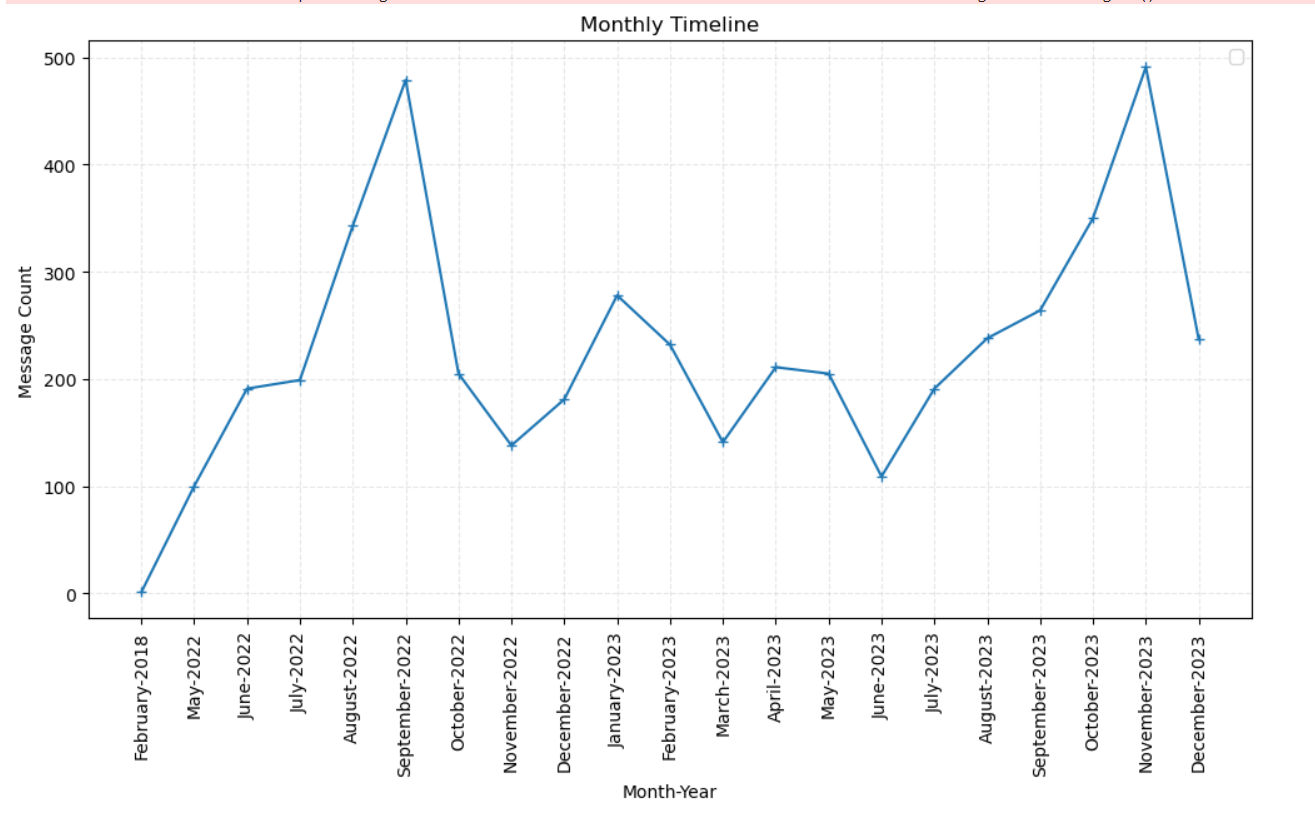 Monthly Timeline
500
400
300
200
100
0
Message Count
February-2018
May-2022
June-2022
July-2022
August-2022
September-2022
October-2022
November-2022
December-2022
January-2023
February-2023
March-2023
April-2023
May-2023
June-2023
July-2023
August-2023
September-2023
October-2023
November-2023
December-2023
Month-Year